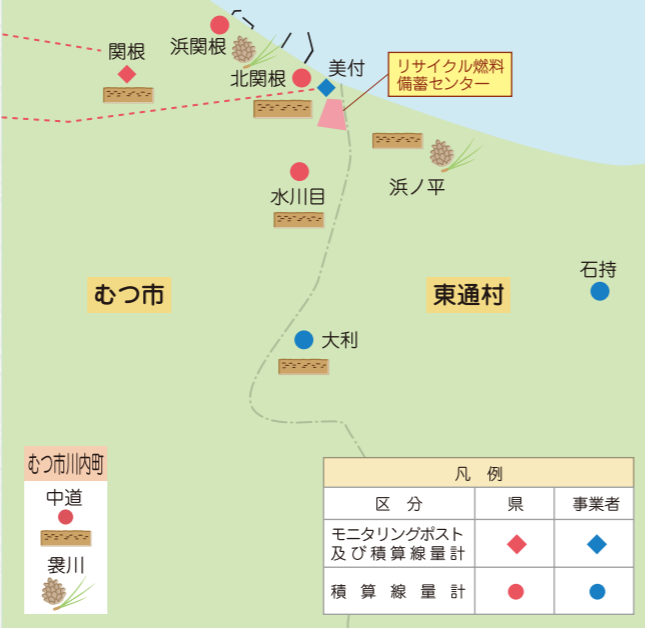 関根
浜関根
北関根
美付
リサイクル燃料
備蓄センター
水川目
浜ノ平
むつ市
東通村
石持
大利
むつ市川内町
中道
袰川
凡 例
区 分 県 事業者
モニタリングポスト
及び積算線量計
積算線量計